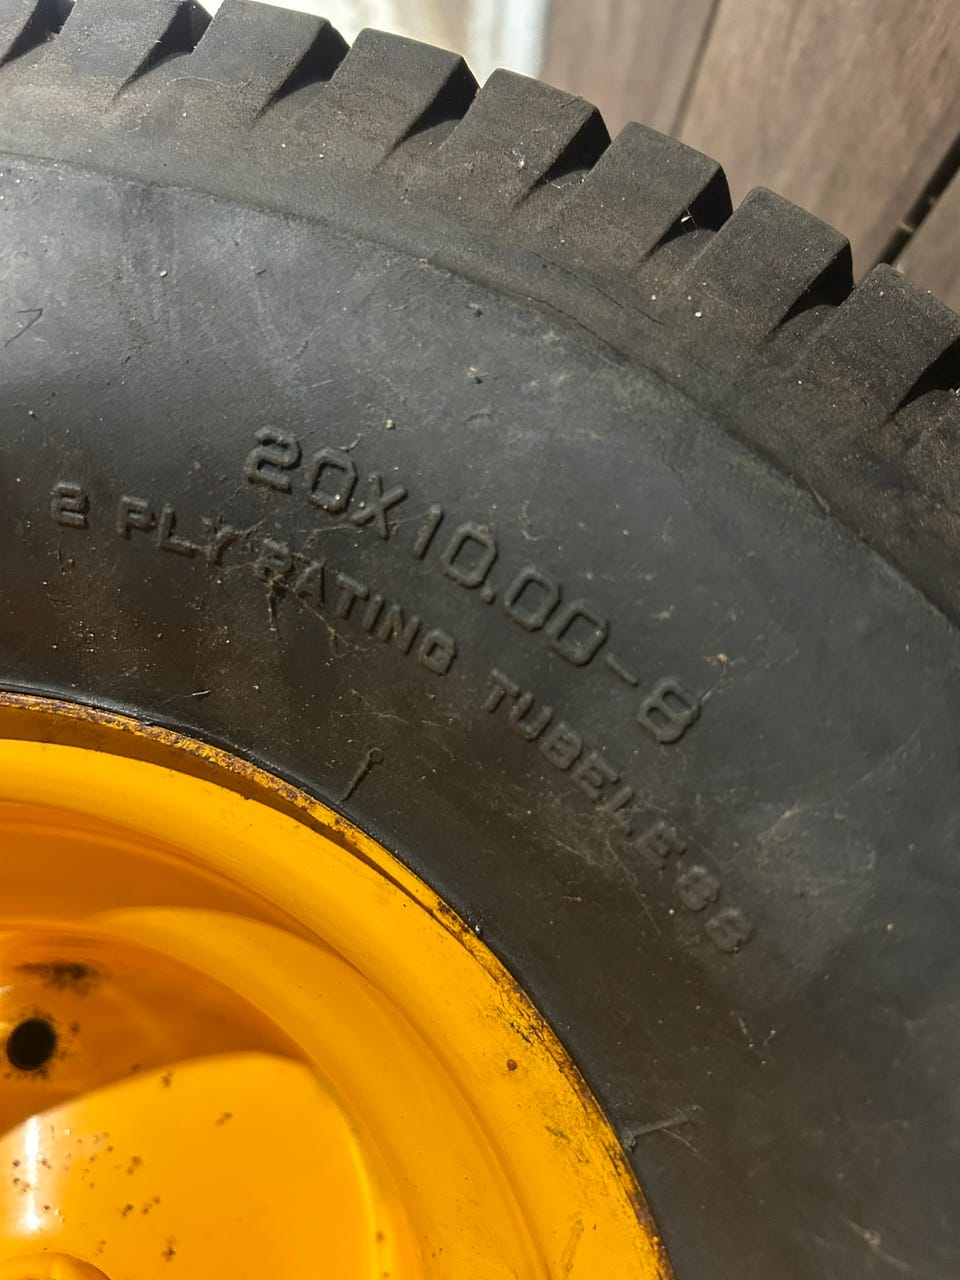 20X10.00-8
2 PLY RATING TUBELESS